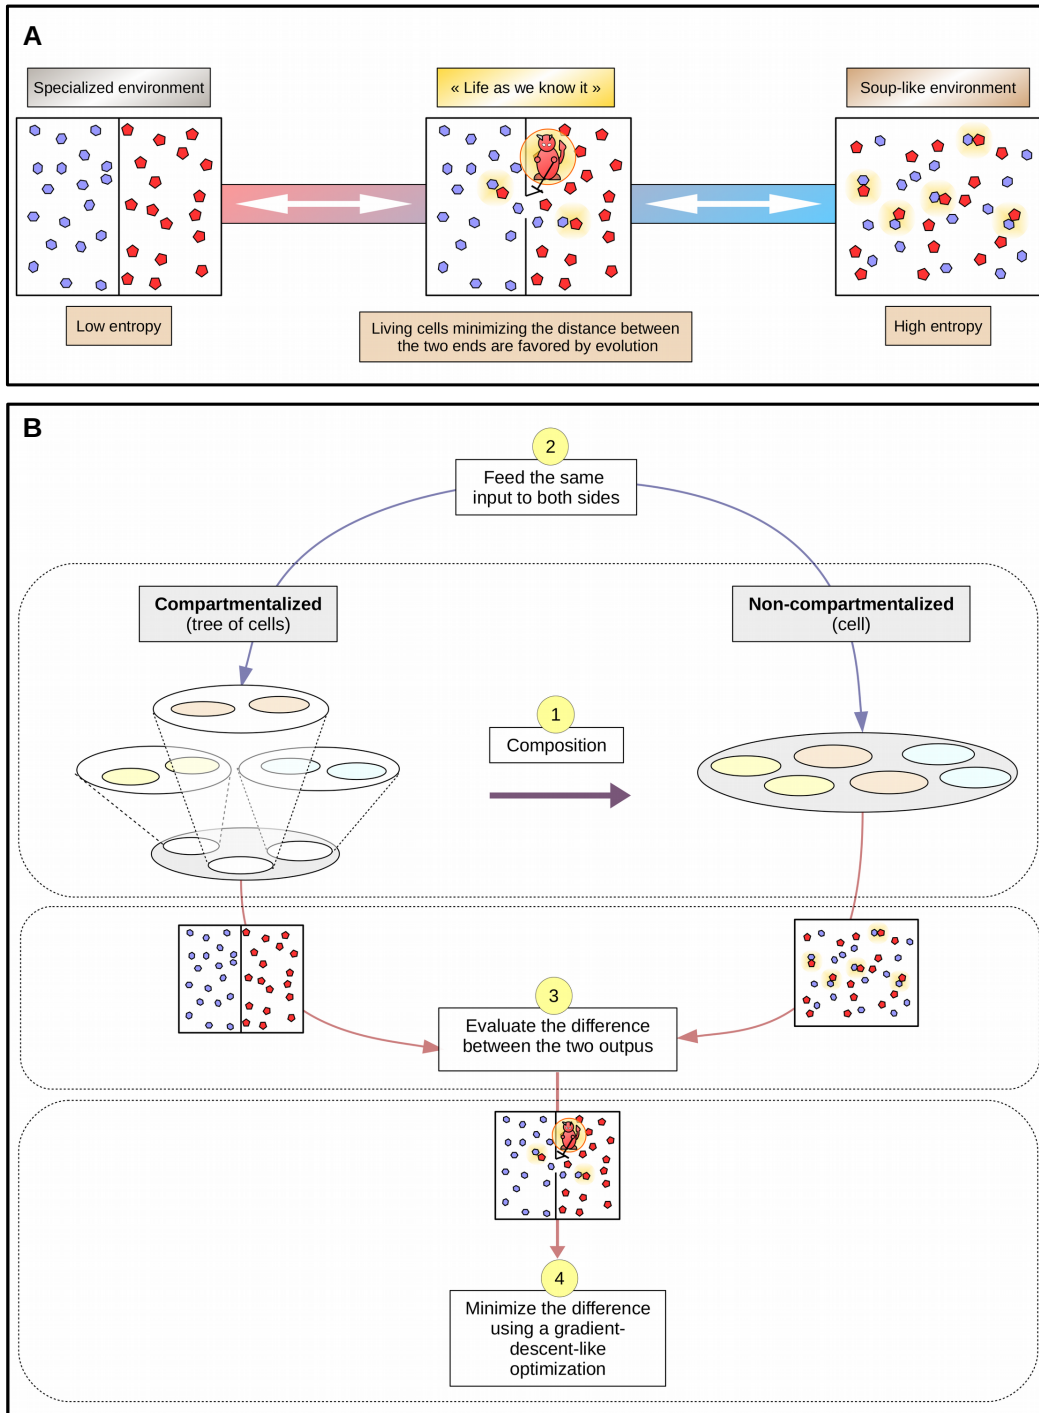 A
Specialized environment
« Life as we know it »
Soup-like environment
Low entropy
Living cells minimizing the distance between
the two ends are favored by evolution
High entropy
B
2
Feed the same
input to both sides
Compartmentalized
(tree of cells)
Non-compartmentalized
(cell)
1
Composition
3
Evaluate the difference
between the two outpus
4
Minimize the difference
using a gradient-
descent-like
optimization